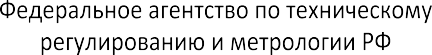 Федеральное агентство по техническому
регулированию и метрологии РФ